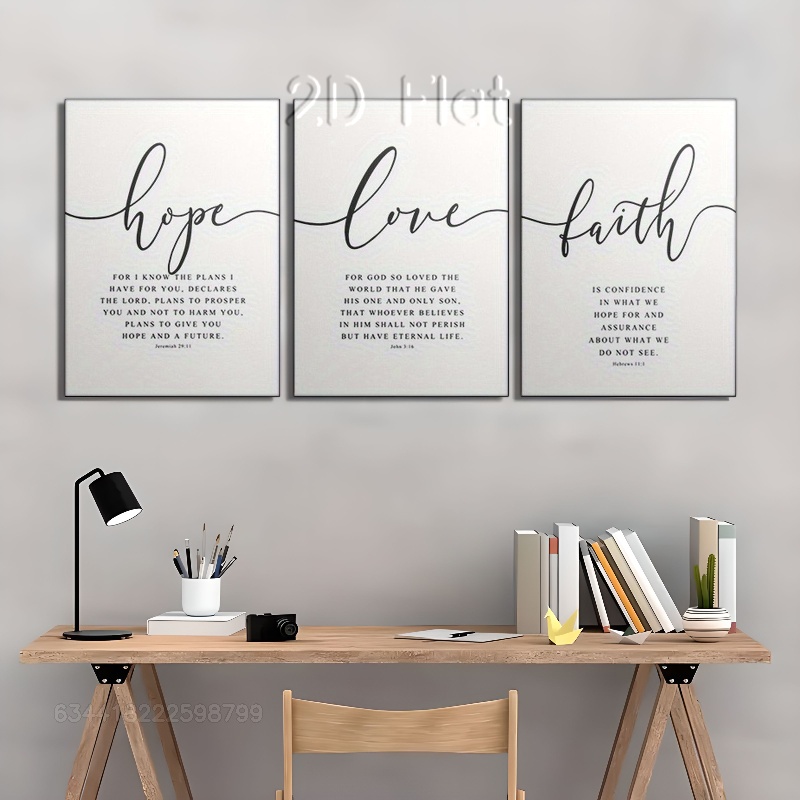 2D Flat
hope
FOR I KNOW THE PLANS I
HAVE FOR YOU, DECLARES
THE LORD, PLANS TO PROSPER
YOU AND NOT TO HARM YOU,
PLANS TO GIVE YOU
HOPE AND A FUTURE.
Jeremiah 29:11
love
FOR GOD SO LOVED THE
WORLD THAT HE GAVE
HIS ONE AND ONLY SON,
THAT WHOEVER BELIEVES
IN HIM SHALL NOT PERISH
BUT HAVE ETERNAL LIFE.
John 3:16
faith
IS CONFIDENCE
IN WHAT WE
HOPE FOR AND
ASSURANCE
ABOUT WHAT WE
DO NOT SEE.
Hebrews 11:1
634418222598799